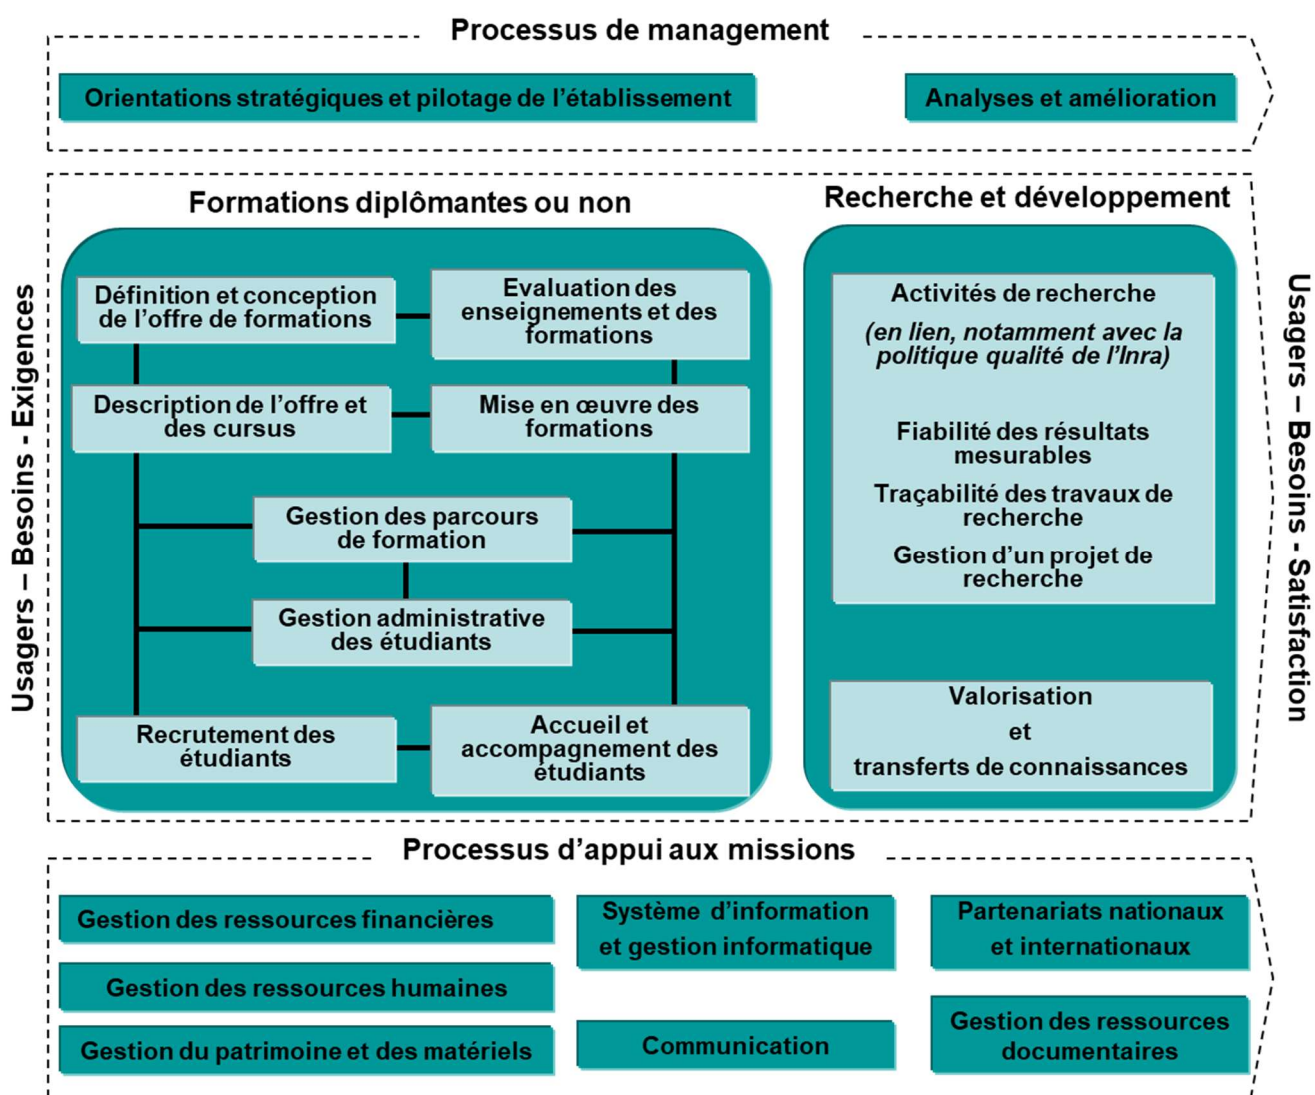 Processus de management
Orientations stratégiques et pilotage de l'établissement
Analyses et amélioration
Usagers – Besoins - Exigences
Formations diplômantes ou non
Définition et conception
de l'offre de formations
Evaluation des
enseignements et des
formations
Description de l'offre et
des cursus
Mise en œuvre des
formations
Gestion des parcours
de formation
Gestion administrative
des étudiants
Recrutement des
étudiants
Accueil et
accompagnement des
étudiants
Recherche et développement
Activités de recherche
(en lien, notamment avec la
politique qualité de l'Inra)
Fiabilité des résultats
mesurables
Traçabilité des travaux de
recherche
Gestion d'un projet de
recherche
Valorisation
et
transferts de connaissances
Usagers – Besoins - Satisfaction
Processus d'appui aux missions
Gestion des ressources financières
Gestion des ressources humaines
Gestion du patrimoine et des matériels
Système d'information
et gestion informatique
Communication
Partenariats nationaux
et internationaux
Gestion des ressources
documentaires